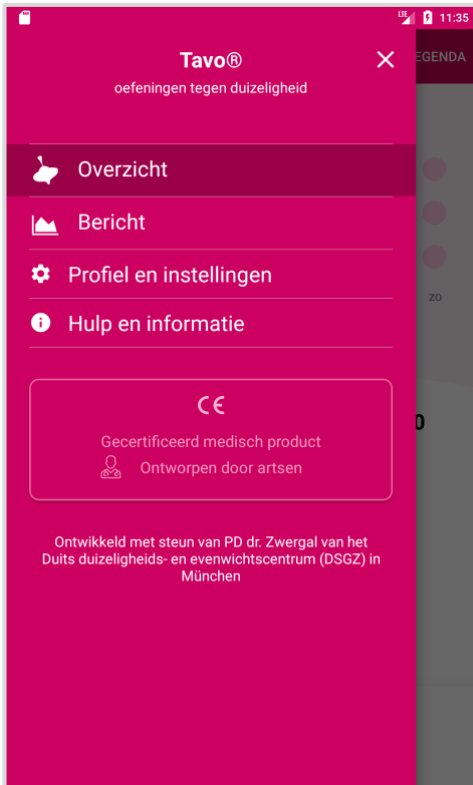 LTE
11:35
Tavo®
EGENDA
oefeningen tegen duizeligheid
Overzicht
Bericht
Profiel en instellingen
zo
Hulp en informatie
CE
0
Gecertificeerd medisch product
Ontworpen door artsen
Ontwikkeld met steun van PD dr. Zwergal van het
Duits duizeligheids- en evenwichtscentrum (DSGZ) in
München